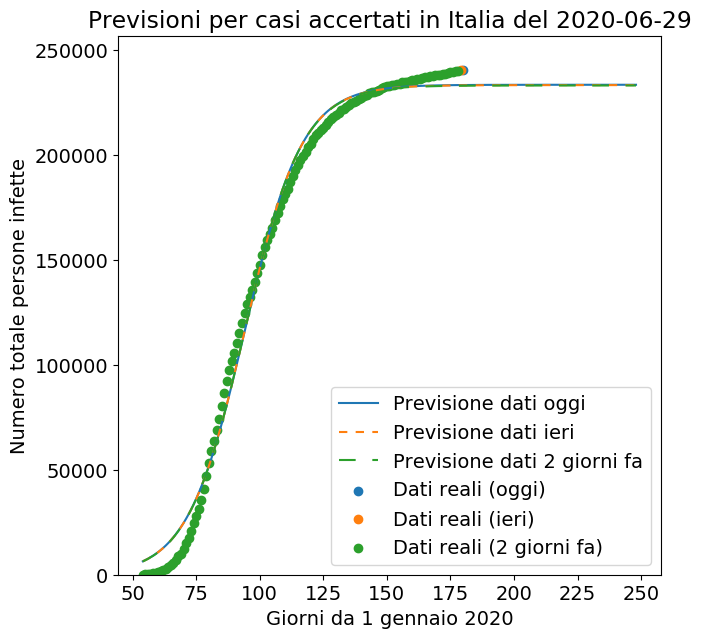 Previsioni per casi accertati in Italia del 2020-06-29
Numero totale persone infette
250000
200000
150000
100000
50000
0
Previsione dati oggi
Previsione dati ieri
Previsione dati 2 giorni fa
Dati reali (oggi)
Dati reali (ieri)
Dati reali (2 giorni fa)
50 75 100 125 150 175 200 225 250
Giorni da 1 gennaio 2020